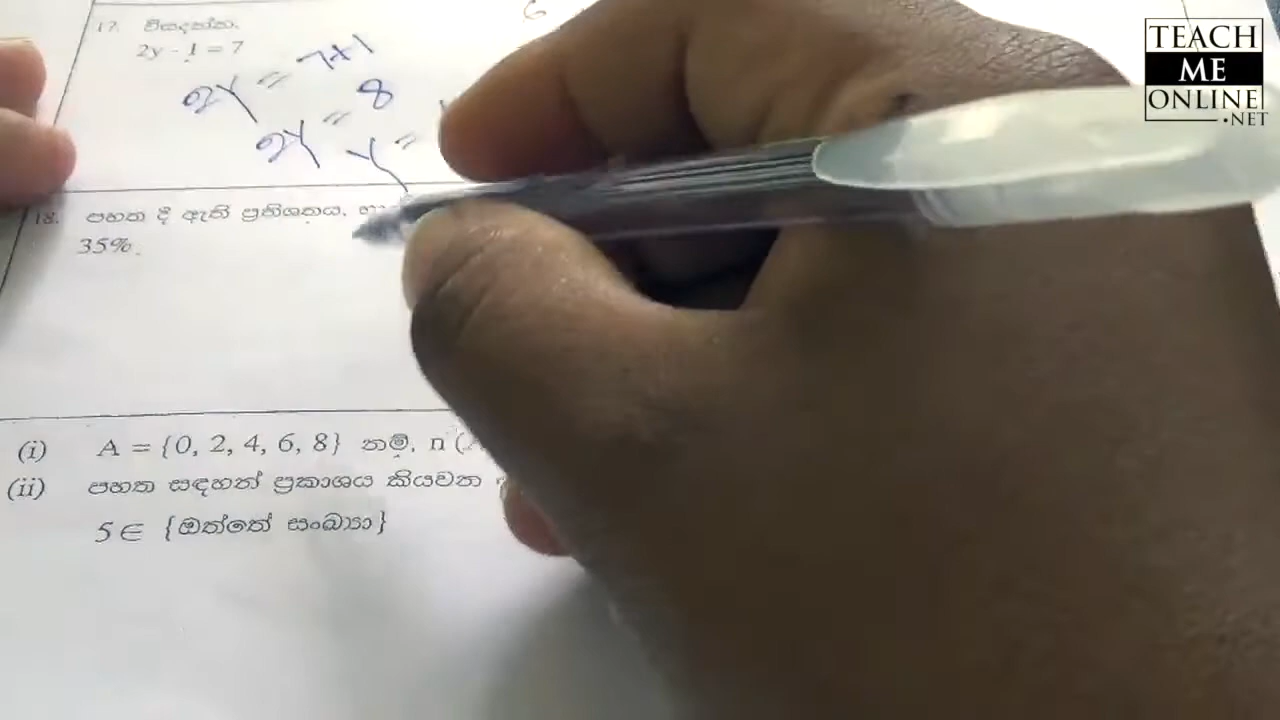 17. විසඳන්න.
2y - 1 = 7
2y = 7+1
2y = 8
y =
18. පහත දී ඇති ප්‍රතිශතය,
35%.
(i) A = {0, 2, 4, 6, 8} නම්, n (
(ii) පහත සඳහන් ප්‍රකාශය කියවන
5 ∈ {ඔත්තේ සංඛ්‍යා}
TEACH
ME
ONLINE
.NET